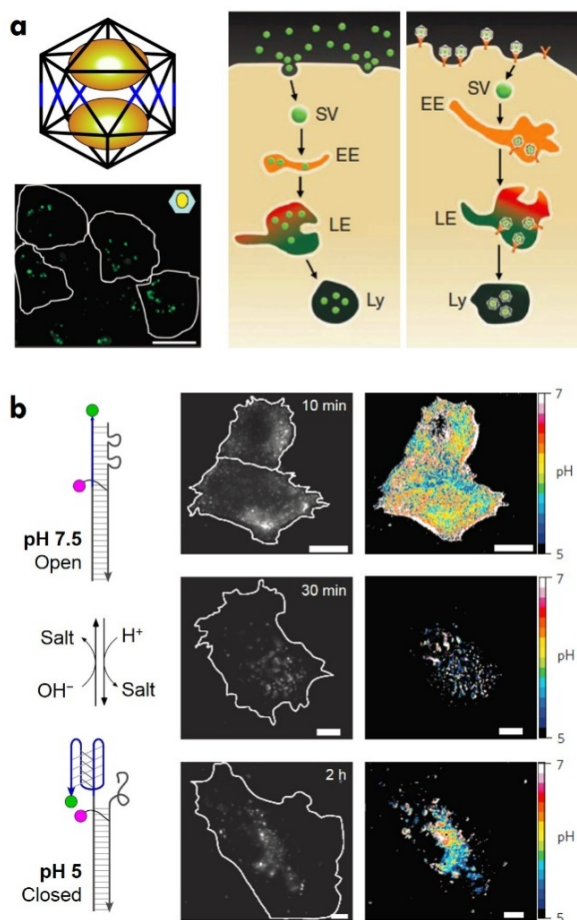 a
SV
EE
LE
Ly
SV
EE
LE
Ly
b
pH 7.5
Open
Salt
H⁺
OH⁻
Salt
pH 5
Closed
10 min
7
pH
5
30 min
7
pH
5
2 h
7
pH
5